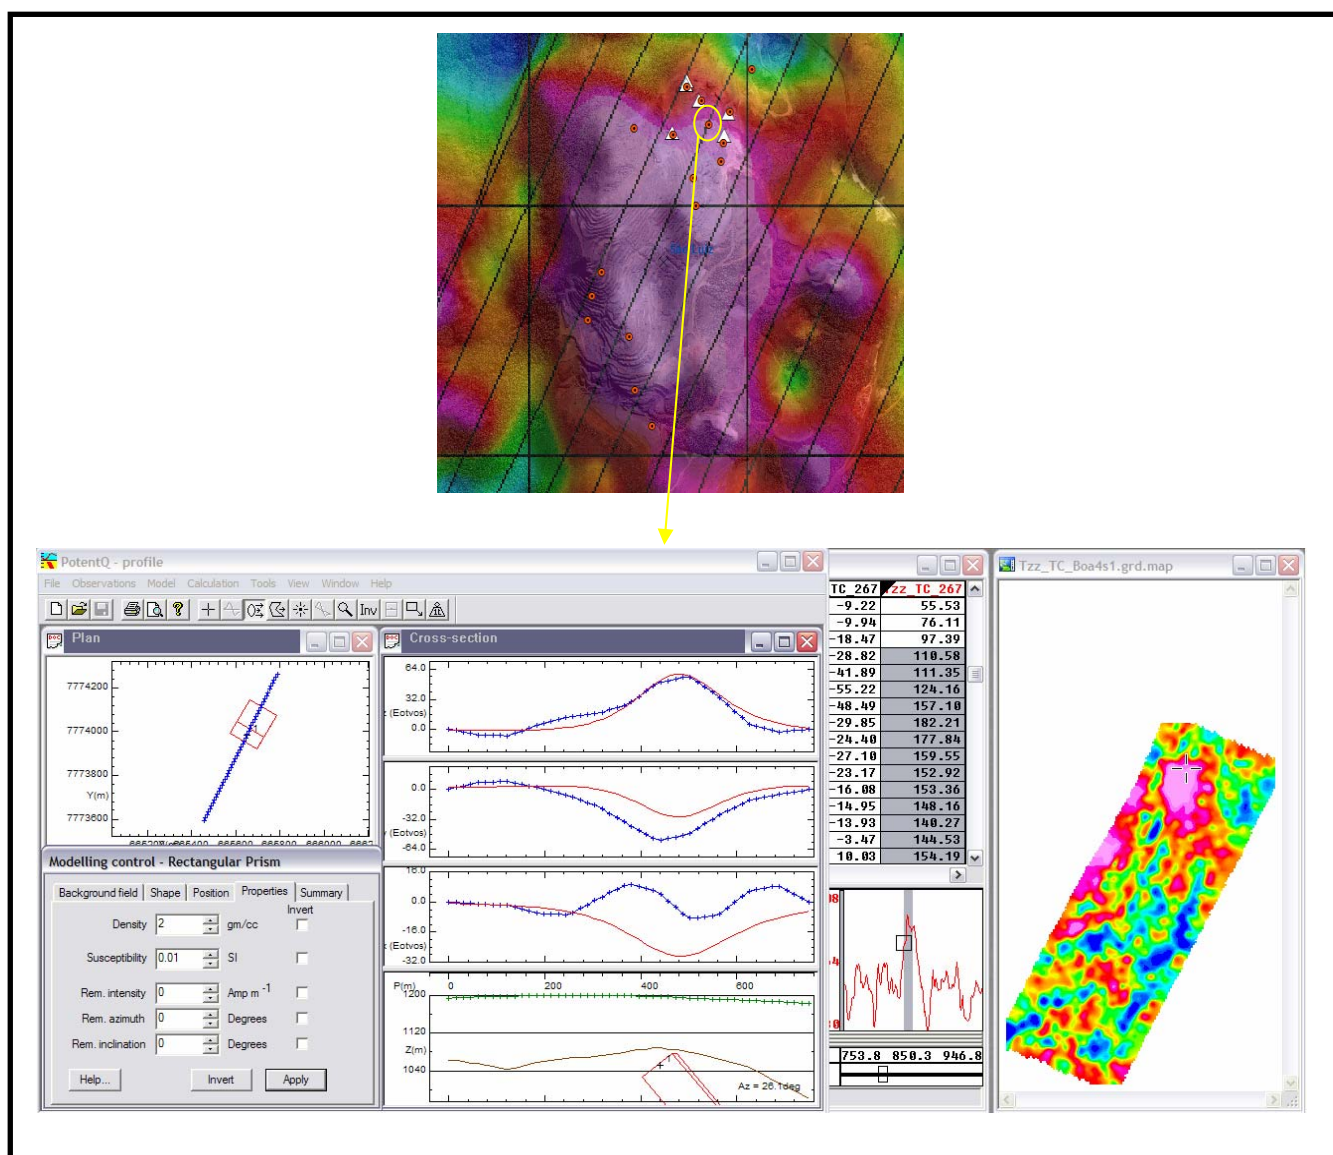 PotentQ - profile
File Observations Model Calculation Tools View Window Help
Inv
Plan
7774200
7774000
7773800
Y(m)
7773600
Cross-section
64.0
32.0
(Eotvos)
0.0
0.0
-32.0
(Eotvos)
-64.0
16.0
0.0
-16.0
(Eotvos)
-32.0
P(m) 0 200 400 600
1200
1120
Z(m)
1040
1
Az = 26.1deg
Modelling control - Rectangular Prism
Background field Shape Position Properties Summary
Invert
Density 2 gm/cc
Susceptibility 0.01 SI
Rem. intensity 0 Amp m -1
Rem. azimuth 0 Degrees
Rem. inclination 0 Degrees
Help... Invert Apply
TC_267 Tzz_TC_267
-9.22 55.53
-9.94 76.11
-18.47 97.39
-28.82 110.58
-41.89 111.35
-55.22 124.16
-48.49 157.10
-29.85 182.21
-24.40 177.84
-27.10 159.55
-23.17 152.92
-16.08 153.36
-14.95 148.16
-13.93 140.27
-3.47 144.53
10.03 154.19
753.8 850.3 946.8
Tzz_TC_Boa4s1.grd.map